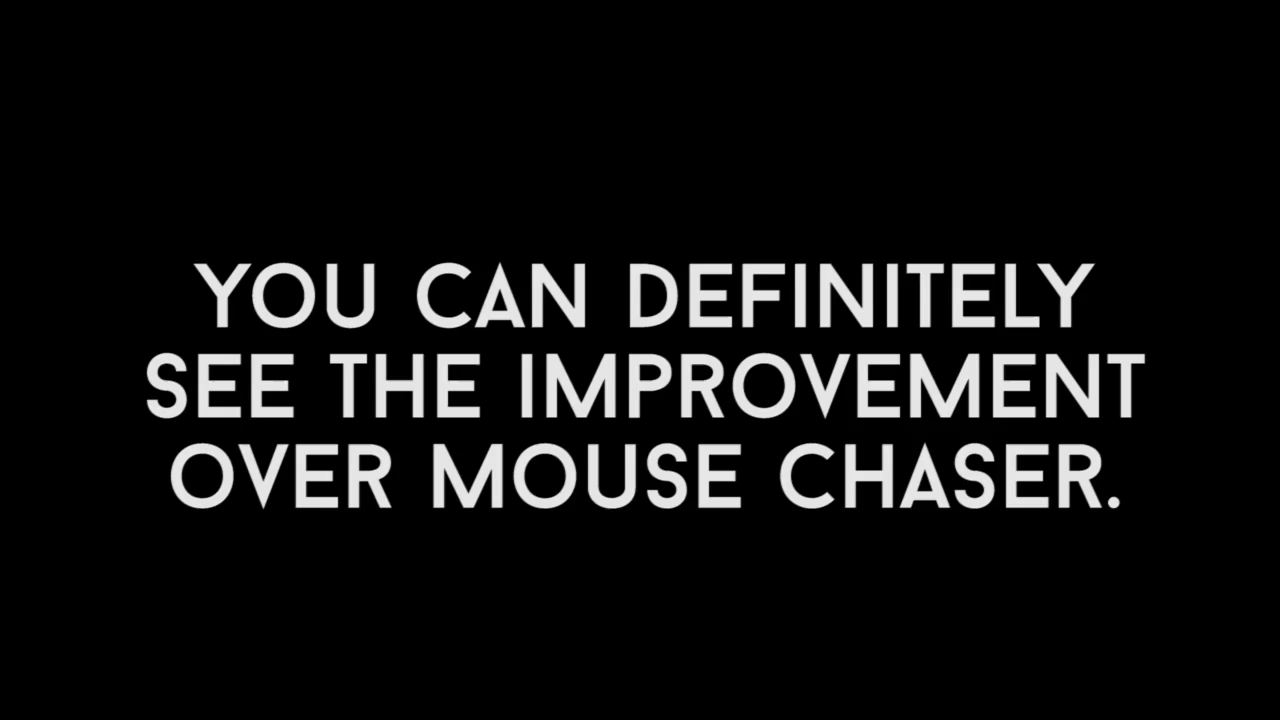 YOU CAN DEFINITELY
SEE THE IMPROVEMENT
OVER MOUSE CHASER.